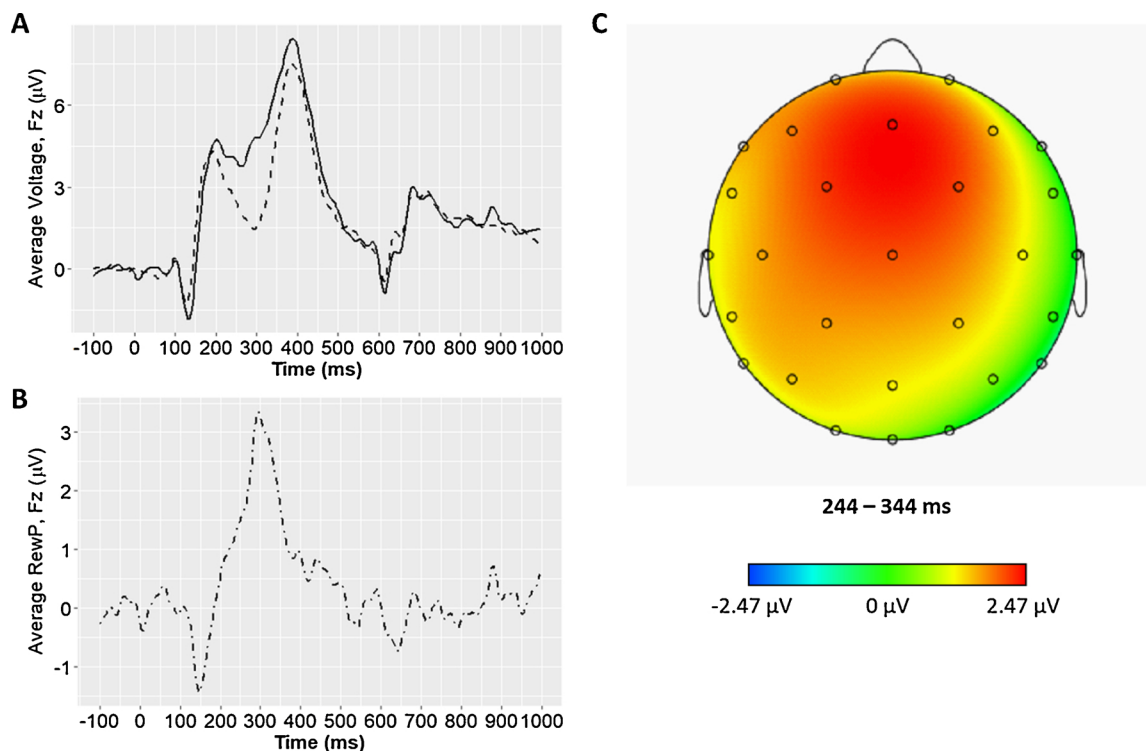 A
Average Voltage, Fz (μV)
6
3
0
-100 0 100 200 300 400 500 600 700 800 900 1000
Time (ms)
B
Average RewP, Fz (μV)
3
2
1
0
-1
-100 0 100 200 300 400 500 600 700 800 900 1000
Time (ms)
C
244 – 344 ms
-2.47 μV 0 μV 2.47 μV